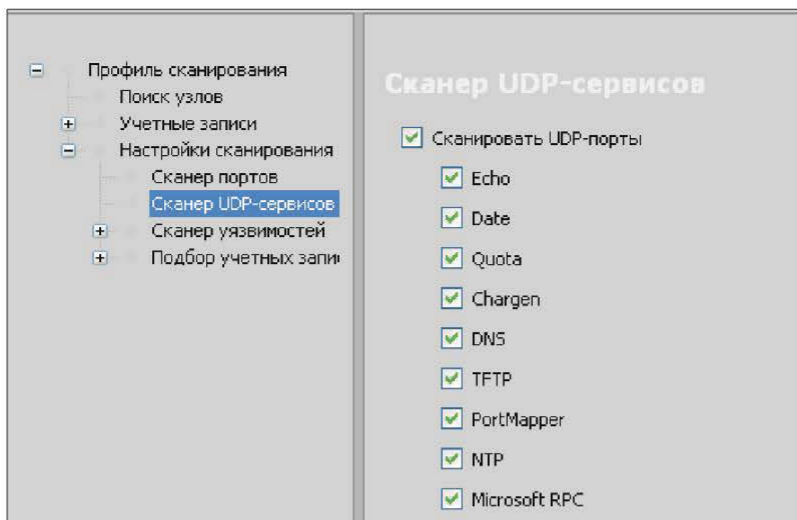 Профиль сканирования
Поиск узлов
Учетные записи
Настройки сканирования
Сканер портов
Сканер UDP-сервисов
Сканер уязвимостей
Подбор учетных запи
Сканер UDP-сервисов
Сканировать UDP-порты
Echo
Date
Quota
Chargen
DNS
TFTP
PortMapper
NTP
Microsoft RPC